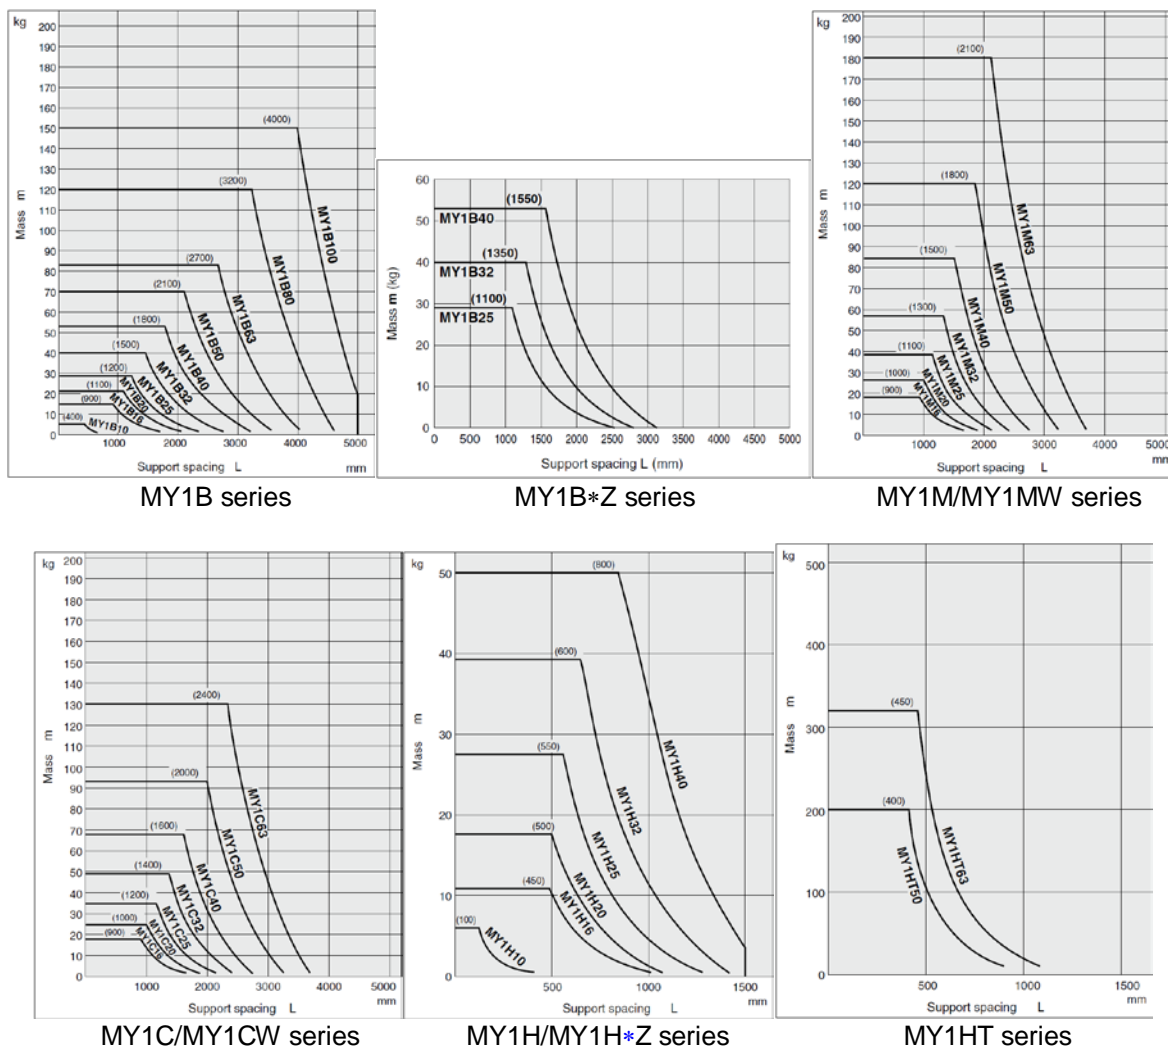 kg
200
190
180
170
160
150
140
130
120
110
100
90
80
70
60
50
40
30
20
10
0
Mass m
(4000)
(3200)
(2700)
(2100)
(1800)
(1500)
(1200)
(1100)
(900)
(400)
MY1B100
MY1B80
MY1B63
MY1B50
MY1B40
MY1B32
MY1B25
MY1B20
MY1B16
MY1B10
1000 2000 3000 4000 5000
Support spacing L mm
MY1B series
60
50
40
30
20
10
0
Mass m (kg)
(1550)
MY1B40
(1350)
MY1B32
(1100)
MY1B25
0 500 1000 1500 2000 2500 3000 3500 4000 5000 5000
Support spacing L (mm)
MY1B*Z series
kg
200
190
180
170
160
150
140
130
120
110
100
90
80
70
60
50
40
30
20
10
0
Mass m
(2100)
(1800)
(1500)
(1300)
(1100)
(1000)
(900)
MY1M63
MY1M50
MY1M40
MY1M32
MY1M25
MY1M20
MY1M16
1000 2000 3000 4000 5000
Support spacing L mm
MY1M/MY1MW series
kg
200
190
180
170
160
150
140
130
120
110
100
90
80
70
60
50
40
30
20
10
0
Mass m
(2400)
(2000)
(1600)
(1400)
(1200)
(1000)
(900)
MY1C63
MY1C50
MY1C40
MY1C32
MY1C25
MY1C20
MY1C16
1000 2000 3000 4000 5000
Support spacing L mm
MY1C/MY1CW series
kg
50
40
30
20
10
0
Mass m
(800)
(600)
(550)
(500)
(450)
(100)
MY1H40
MY1H32
MY1H25
MY1H20
MY1H16
MY1H10
500 1000 1500
Support spacing L mm
MY1H/MY1H*Z series
kg
500
400
300
200
100
0
Mass m
(450)
(400)
MY1HT63
MY1HT50
500 1000 1500
Support spacing L mm
MY1HT series